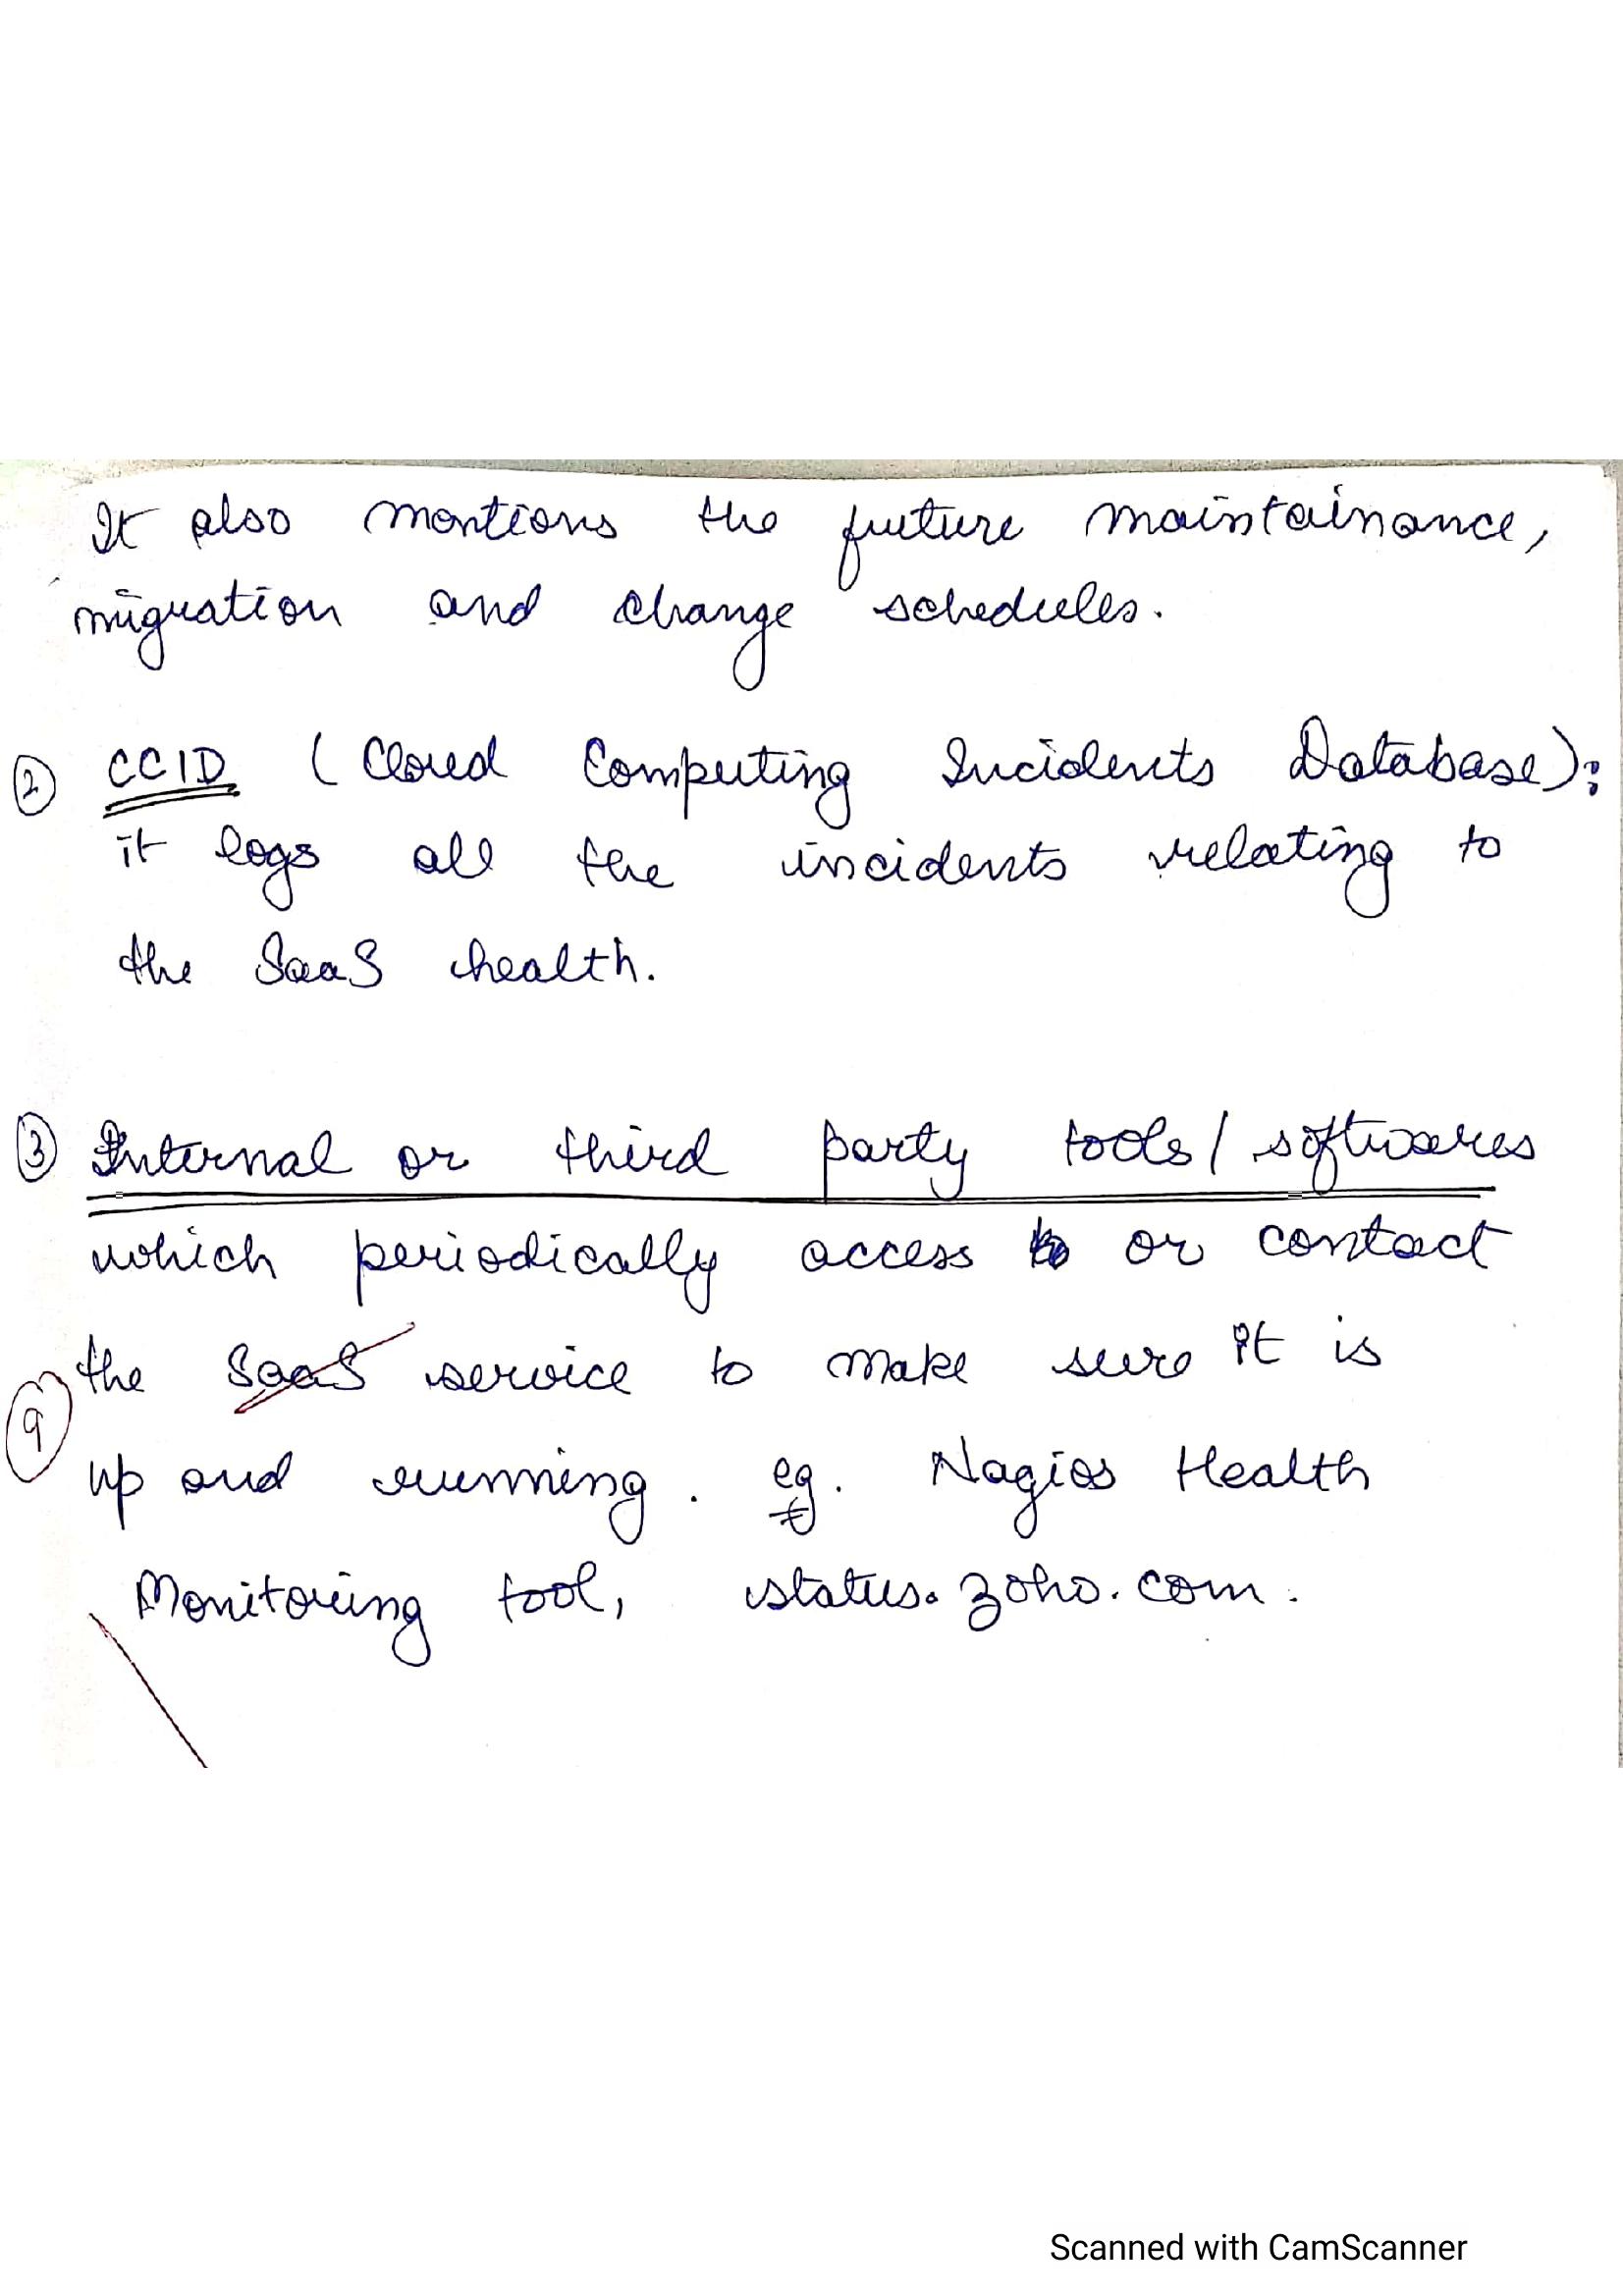 It also mentions the future maintainance,
migration and change schedules.
② CCID (Cloud Computing Incidents Database):
it logs all the incidents relating to
the SaaS health.
③ Internal or third party tools/softwares
which periodically access or contact
the SaaS service to make sure it is
9
up and running. eg. Nagios Health
Monitoring tool, status.zoho.com.
Scanned with CamScanner